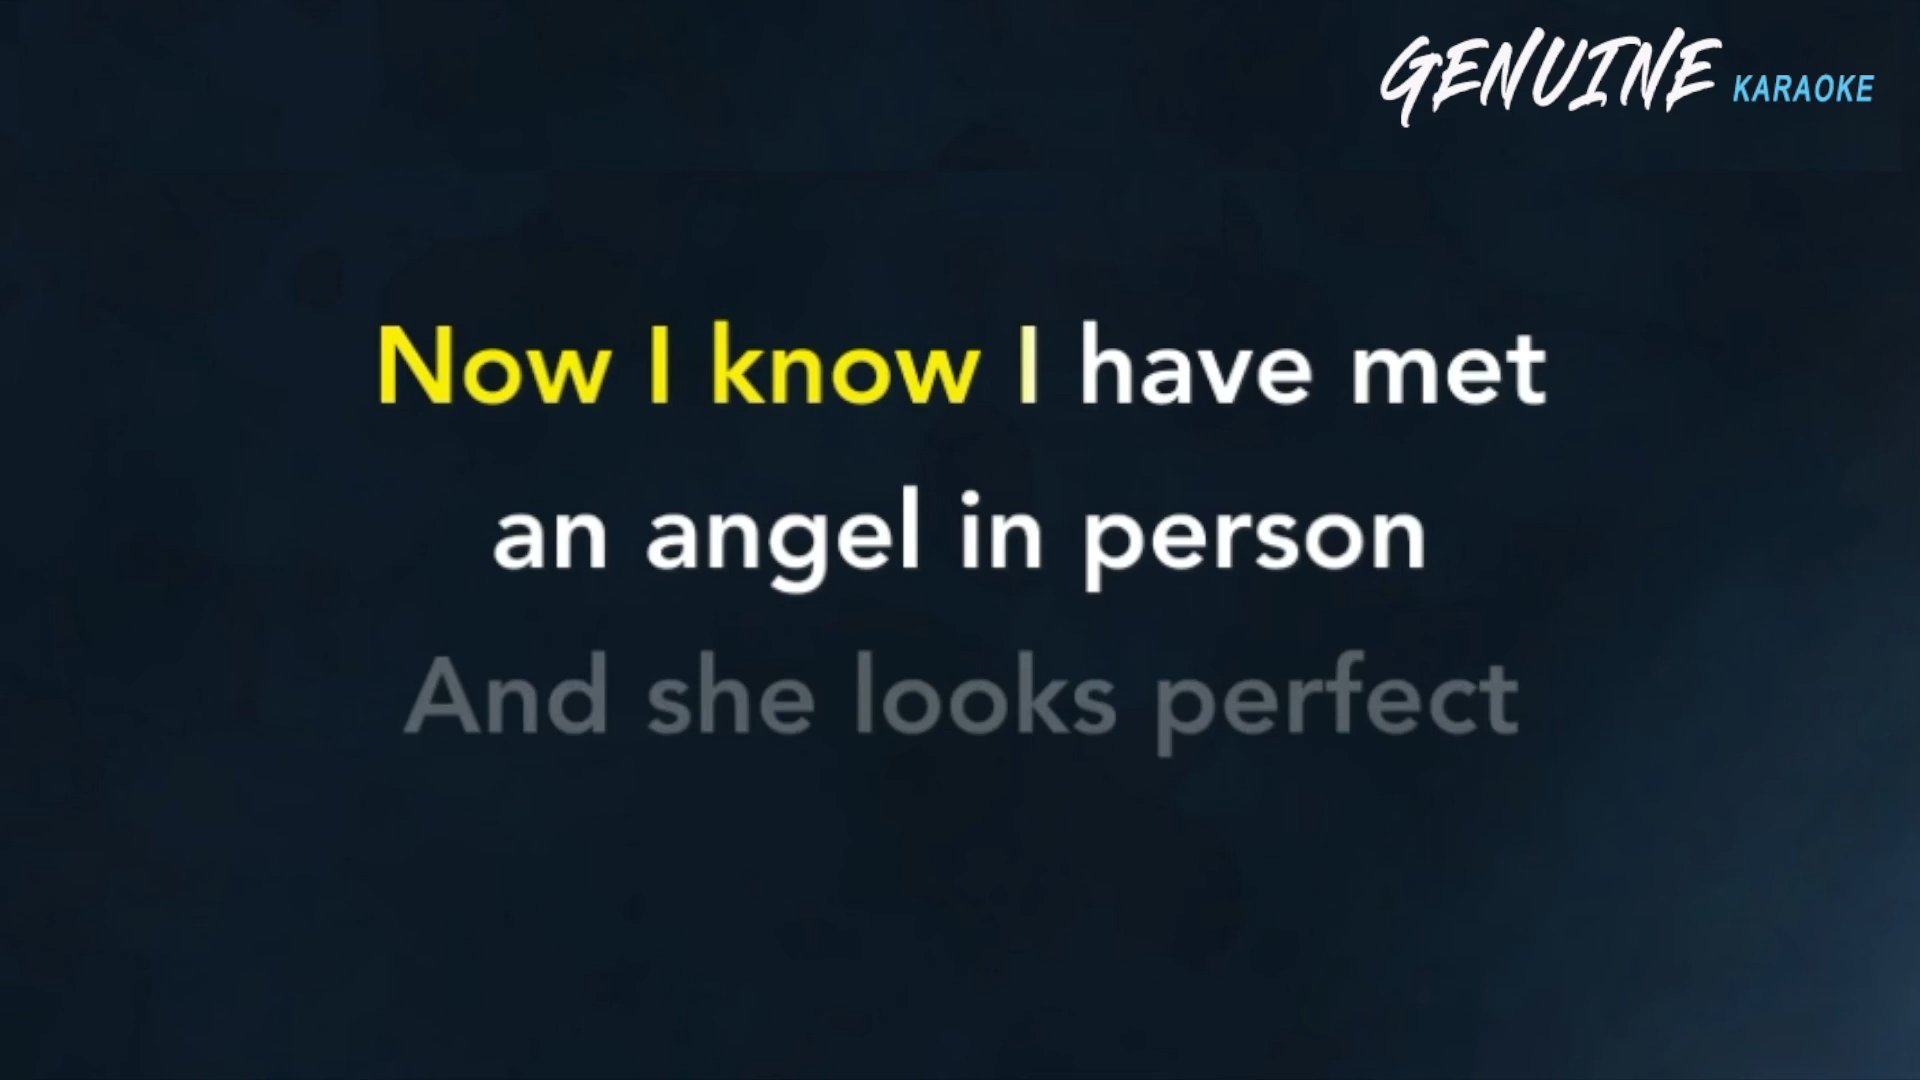 GENUINE KARAOKE
Now I know I have met
an angel in person
And she looks perfect